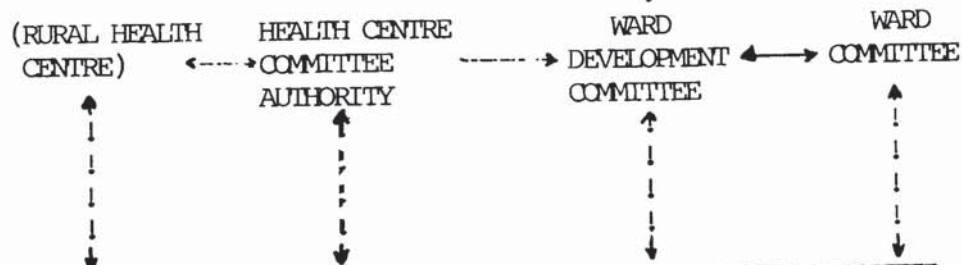 (RURAL HEALTH CENTRE)
HEALTH CENTRE COMMITTEE AUTHORITY
WARD DEVELOPMENT COMMITTEE
WARD COMMITTEE